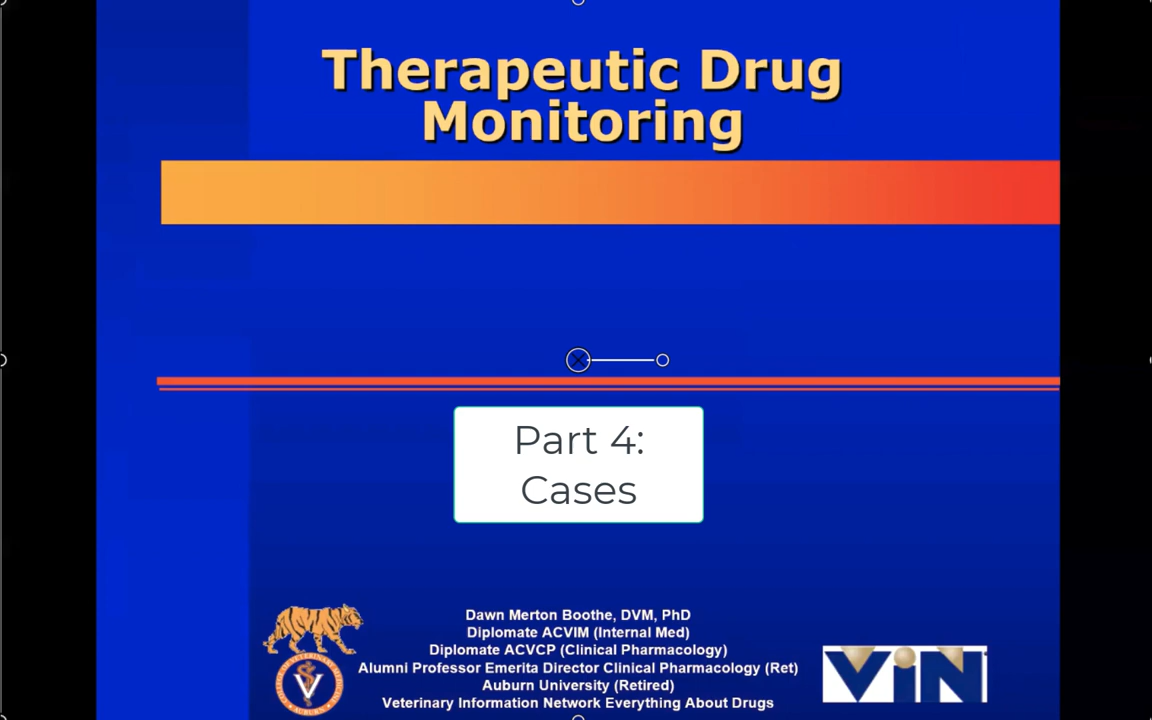 Therapeutic Drug
Monitoring
Part 4:
Cases
Dawn Merton Boothe, DVM, PhD
Diplomate ACVIM (Internal Med)
Diplomate ACVCP (Clinical Pharmacology)
Alumni Professor Emerita Director Clinical Pharmacology (Ret)
Auburn University (Retired)
Veterinary Information Network Everything About Drugs
V
AUBURN
ViN